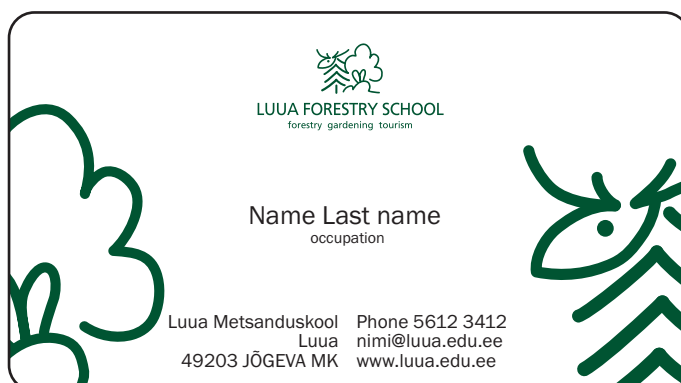 LUUA FORESTRY SCHOOL
forestry gardening tourism
Name Last name
occupation
Luua Metsanduskool
Luua
49203 JÕGEVA MK
Phone 5612 3412
nimi@luua.edu.ee
www.luua.edu.ee